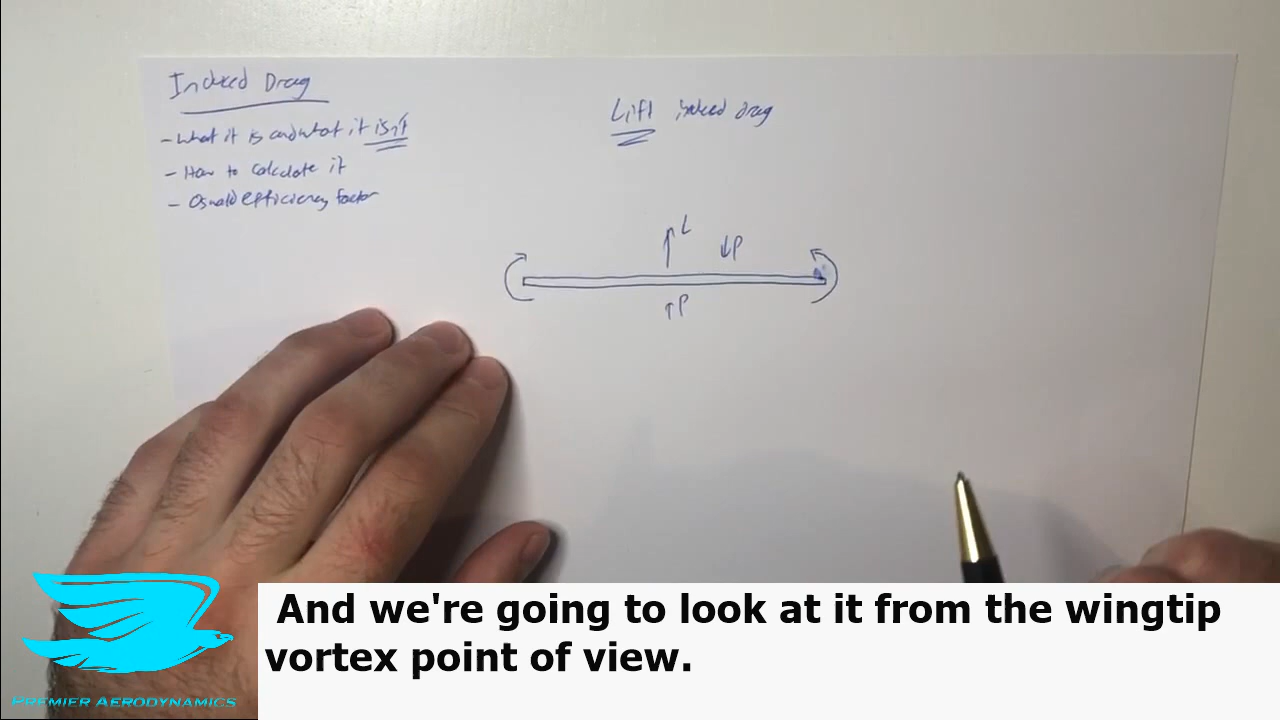 Induced Drag
- What it is and what it isn't
- How to calculate it
- Oswald efficiency factor
Lift induced drag
L
↓P
↑P
And we're going to look at it from the wingtip
vortex point of view.
PREMIER AERODYNAMICS